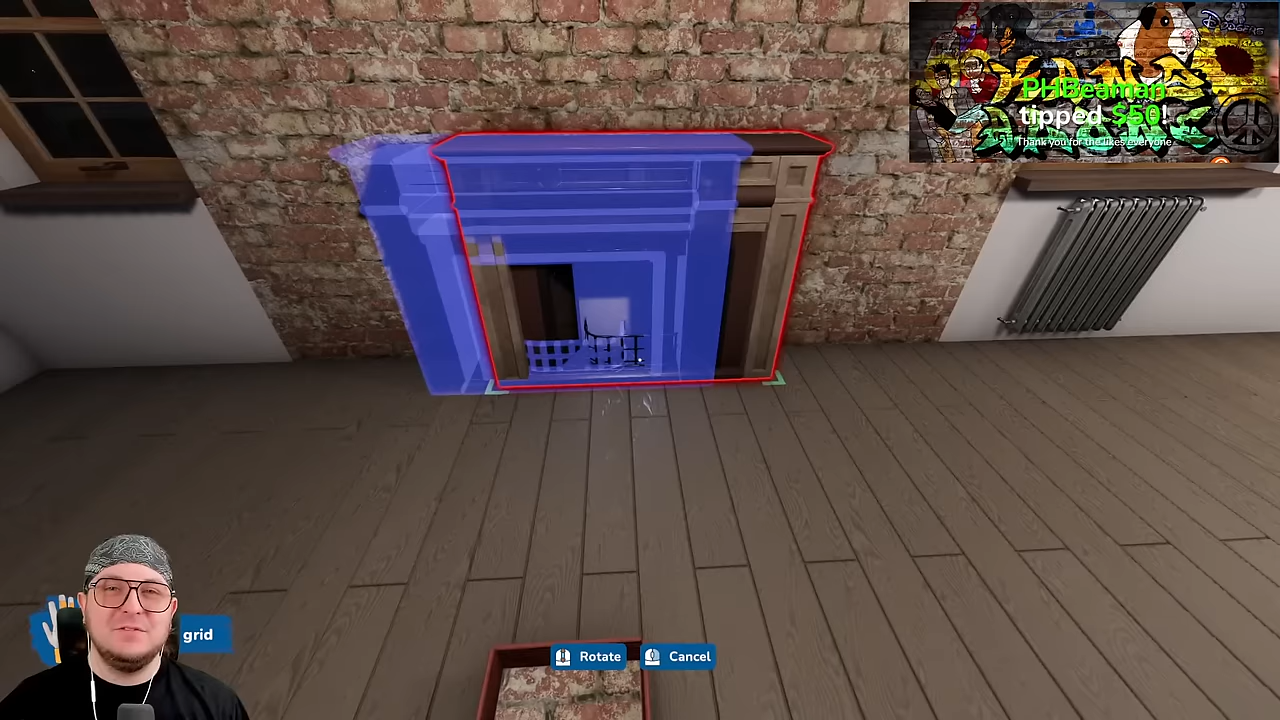 PHBeaman
tipped $50!
Thank you for the likes everyone
grid
Rotate
Cancel